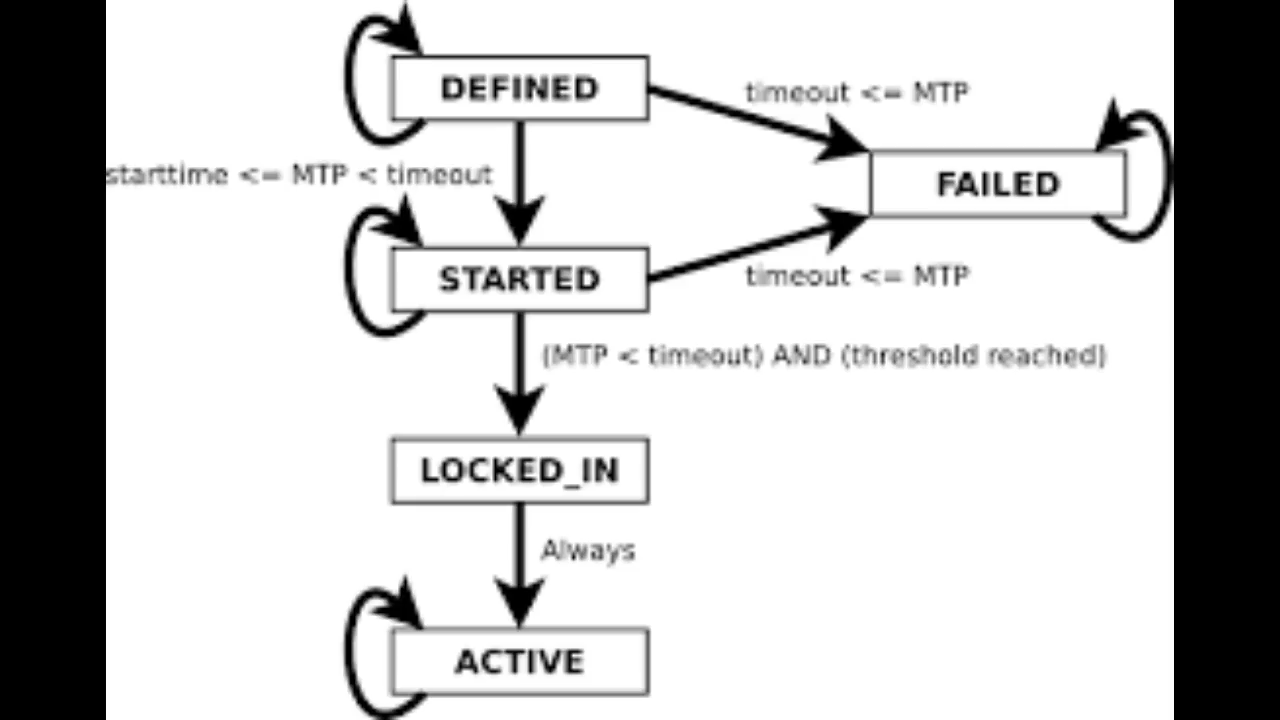 DEFINED
timeout <= MTP
starttime <= MTP < timeout
FAILED
STARTED
timeout <= MTP
(MTP < timeout) AND (threshold reached)
LOCKED_IN
Always
ACTIVE